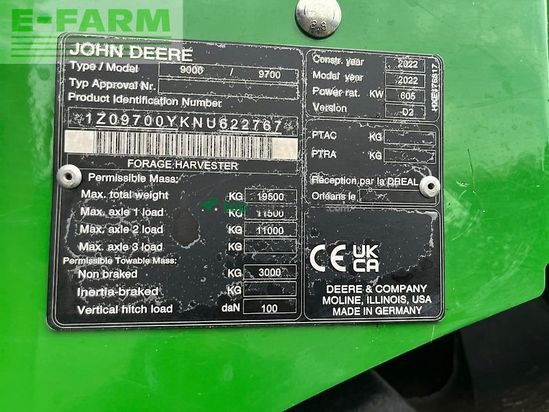 E-FARM
JOHN DEERE
Type / Model 9000 / 9700
Typ Approval Nr.
Product Identification Number
1Z09700YKNU622767
FORAGE HARVESTER
Permissible Mass:
Max. total weight KG 19500
Max. axle 1 load KG 11500
Max. axle 2 load KG 11000
Max. axle 3 load KG
Permissible Towable Mass:
Non braked KG 3000
Inertia-braked KG
Vertical hitch load daN 100
Constr. year 2022
Model year 2022
Power rat. KW 605
Version D2
PTAC KG
PTRA KG
Réception par la DREAL
Orléans le
CE UK
CA
DEERE & COMPANY
MOLINE, ILLINOIS, USA
MADE IN GERMANY